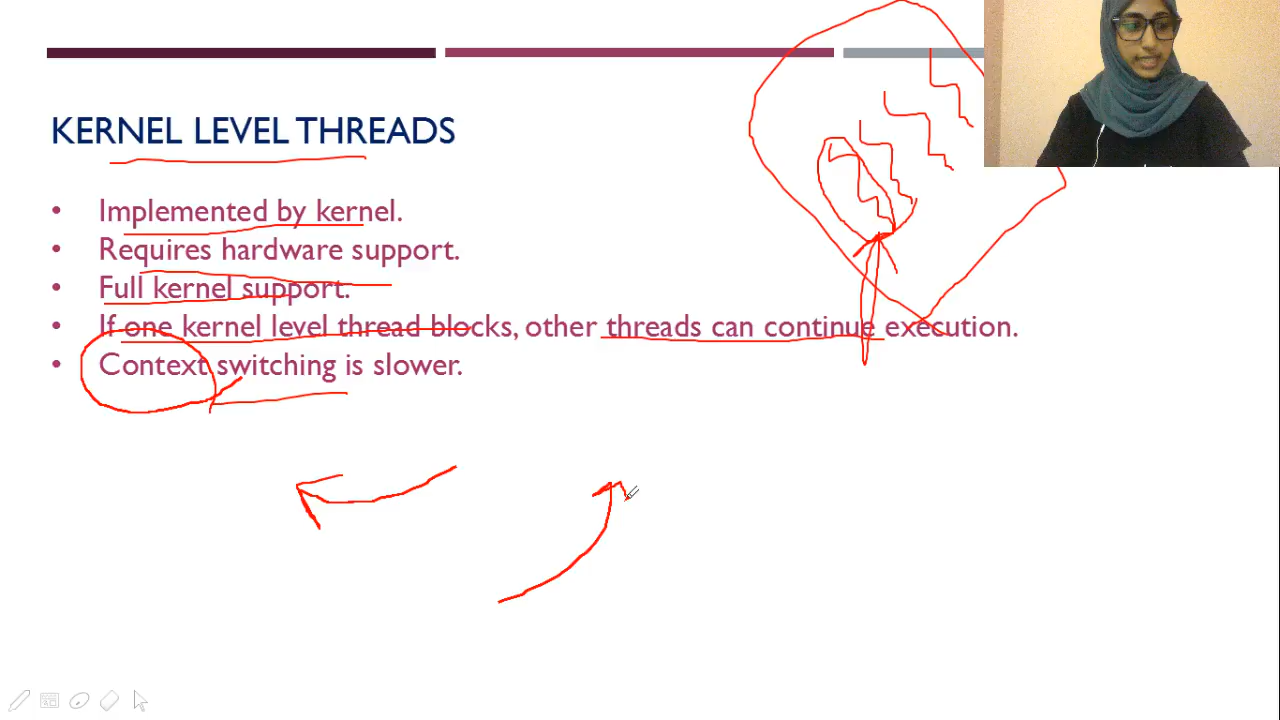 KERNEL LEVEL THREADS
• Implemented by kernel.
• Requires hardware support.
• Full kernel support.
• If one kernel level thread blocks, other threads can continue execution.
• Context switching is slower.